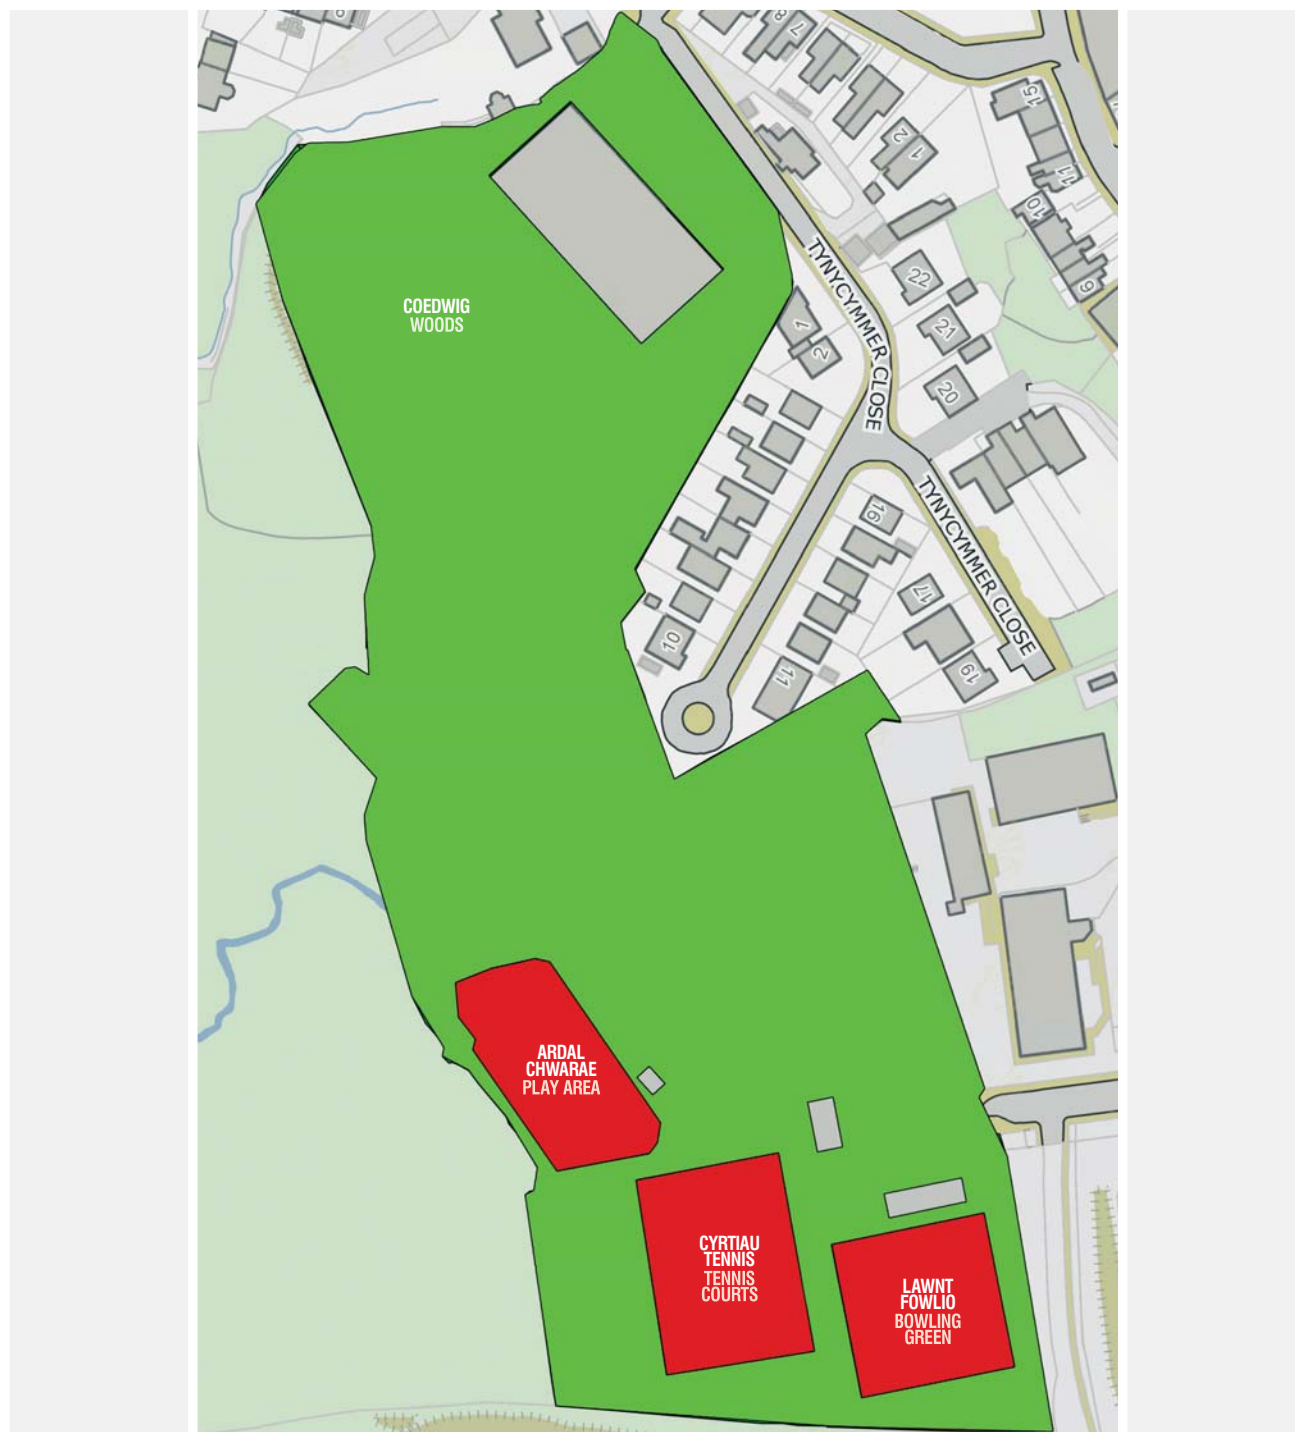 8
7
2
1
15
11
10
9
TYNYCYMMER CLOSE
22
21
20
1
2
COEDWIG
WOODS
16
TYNYCYMMER CLOSE
17
10
11
19
ARDAL
CHWARAE
PLAY AREA
CYRTIAU
TENNIS
TENNIS
COURTS
LAWNT
FOWLIO
BOWLING
GREEN